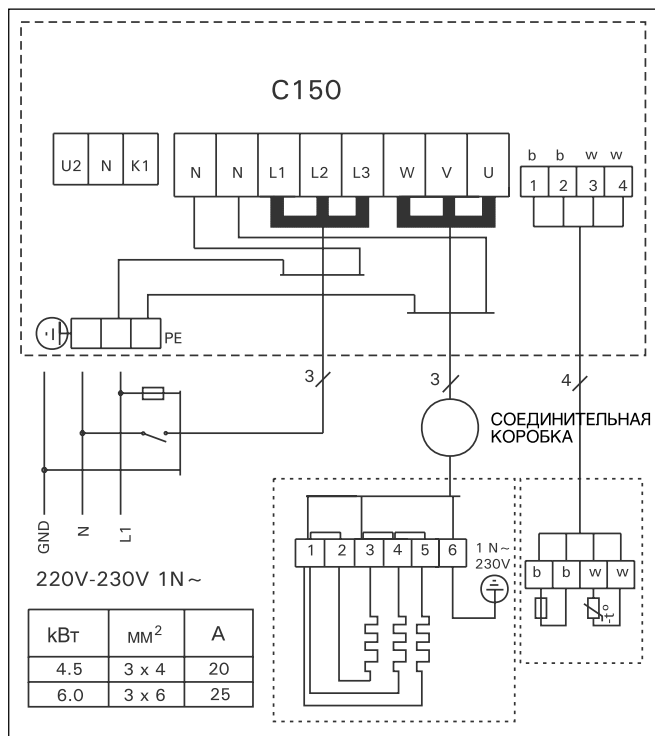 C150
U2 N K1
N N L1 L2 L3 W V U
b b w w
1 2 3 4
PE
3 3 4
СОЕДИНИТЕЛЬНАЯ
КОРОБКА
GND N L1
220V-230V 1N~
1 2 3 4 5 6
1 N~
230V
b b w w
-t°
кВт мм² A
4.5 3 x 4 20
6.0 3 x 6 25